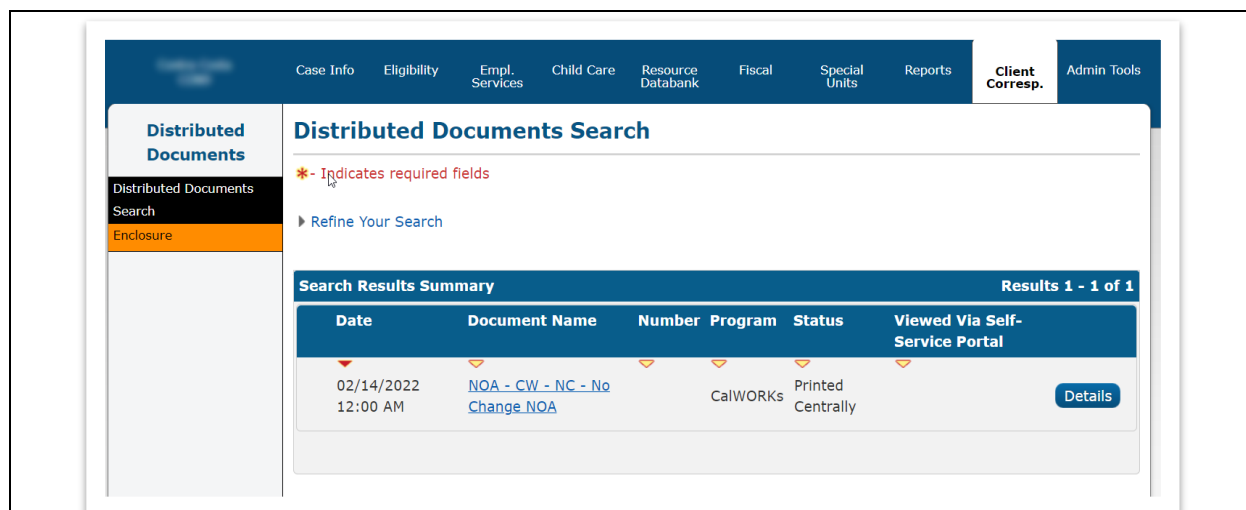 Case Info
Eligibility
Empl.
Services
Child Care
Resource
Databank
Fiscal
Special
Units
Reports
Client
Corresp.
Admin Tools
Distributed
Documents
Distributed Documents
Search
Enclosure
Distributed Documents Search
*- Indicates required fields
Refine Your Search
Search Results Summary Results 1 - 1 of 1
Date Document Name Number Program Status Viewed Via Self-
Service Portal
02/14/2022
12:00 AM
NOA - CW - NC - No
Change NOA
CalWORKs
Printed
Centrally
Details